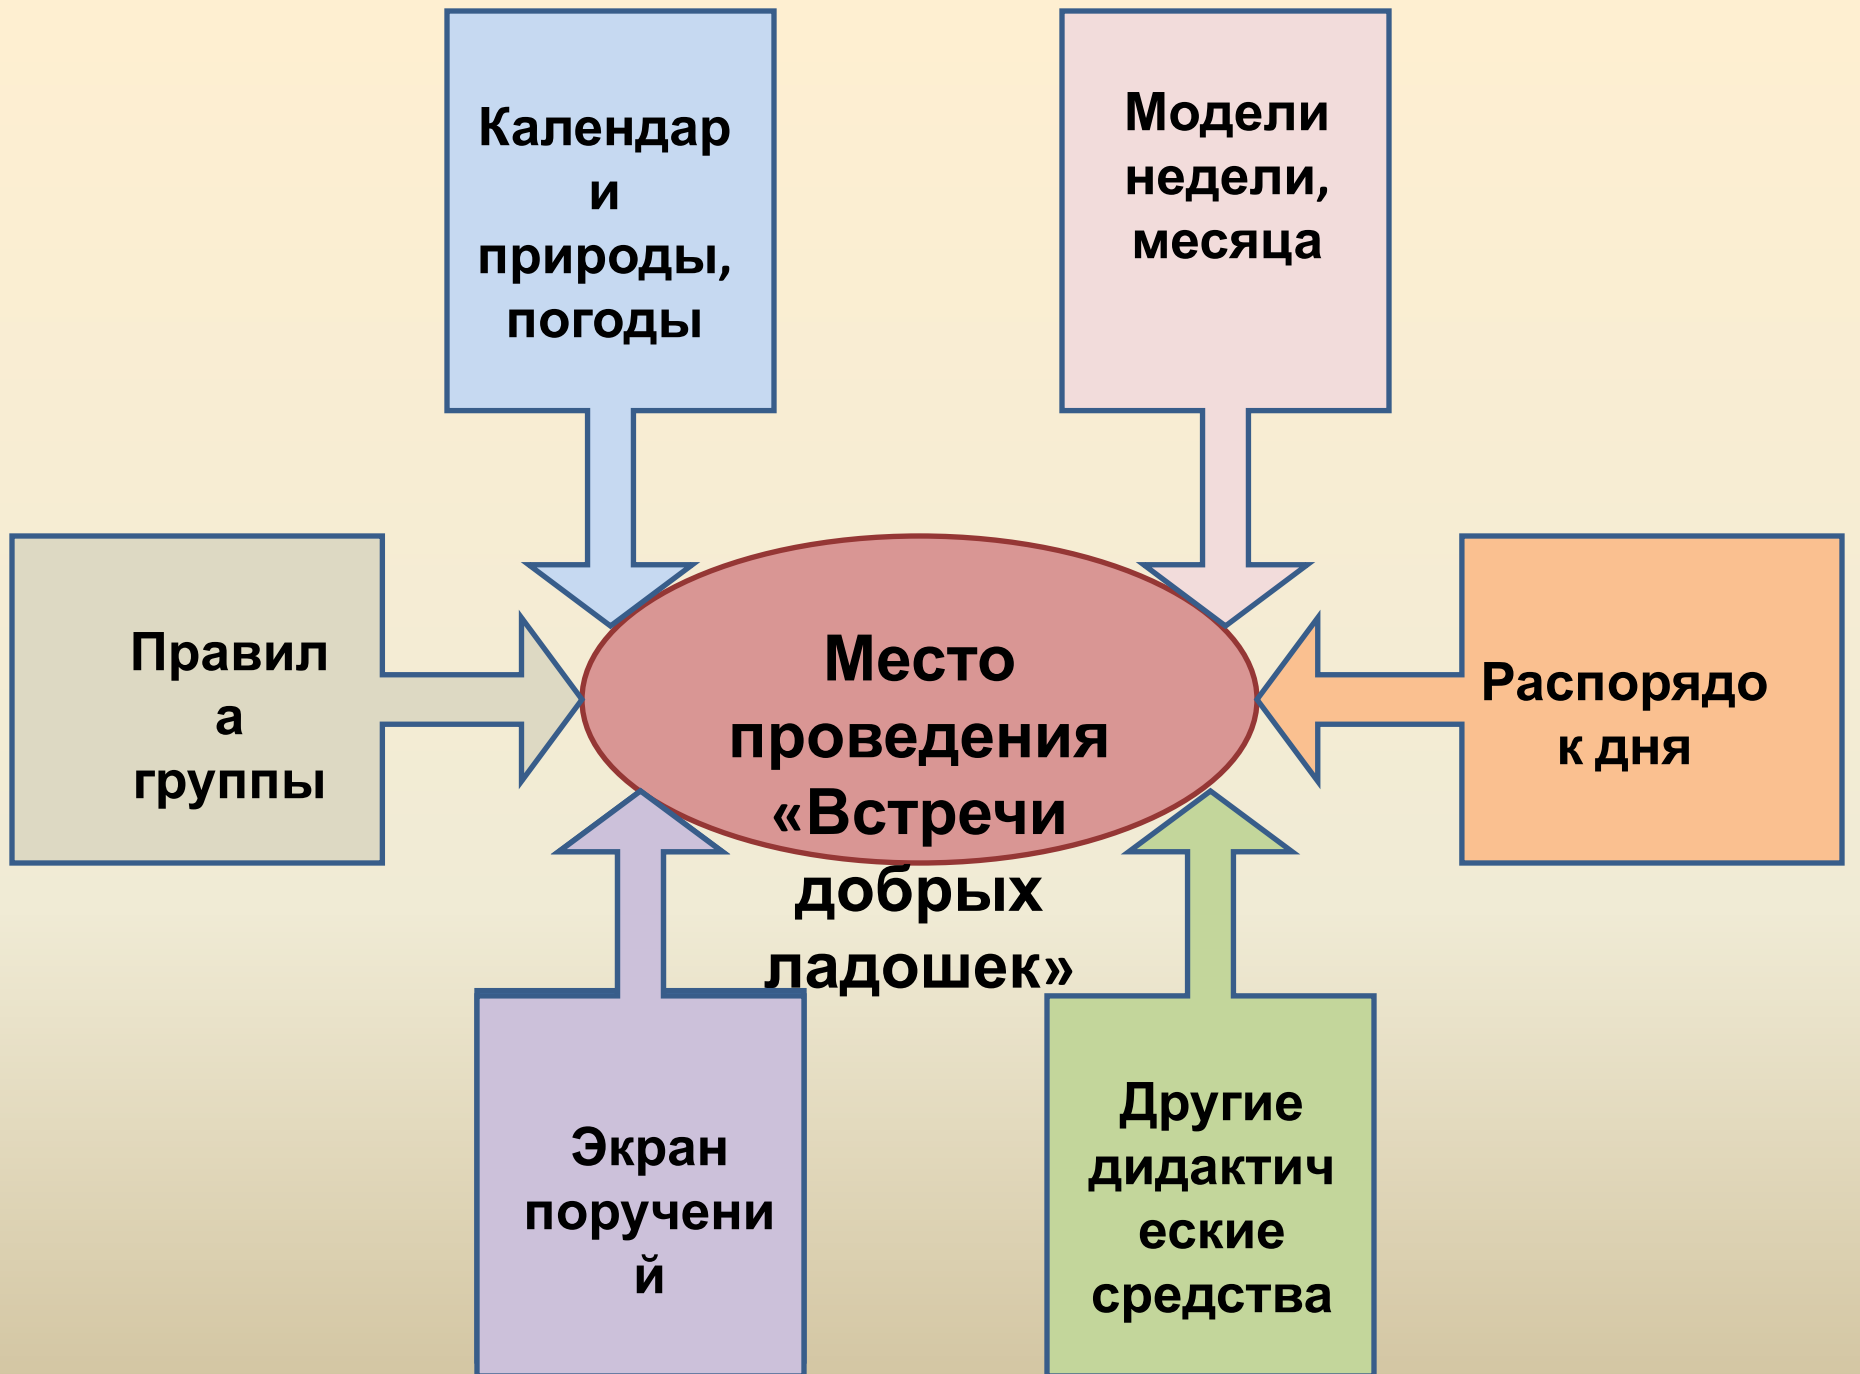 Календар
и
природы,
погоды
Модели
недели,
месяца
Правил
а
группы
Место
проведения
«Встречи
добрых
ладошек»
Распорядо
к дня
Экран
поручени
й
Другие
дидактич
еские
средства